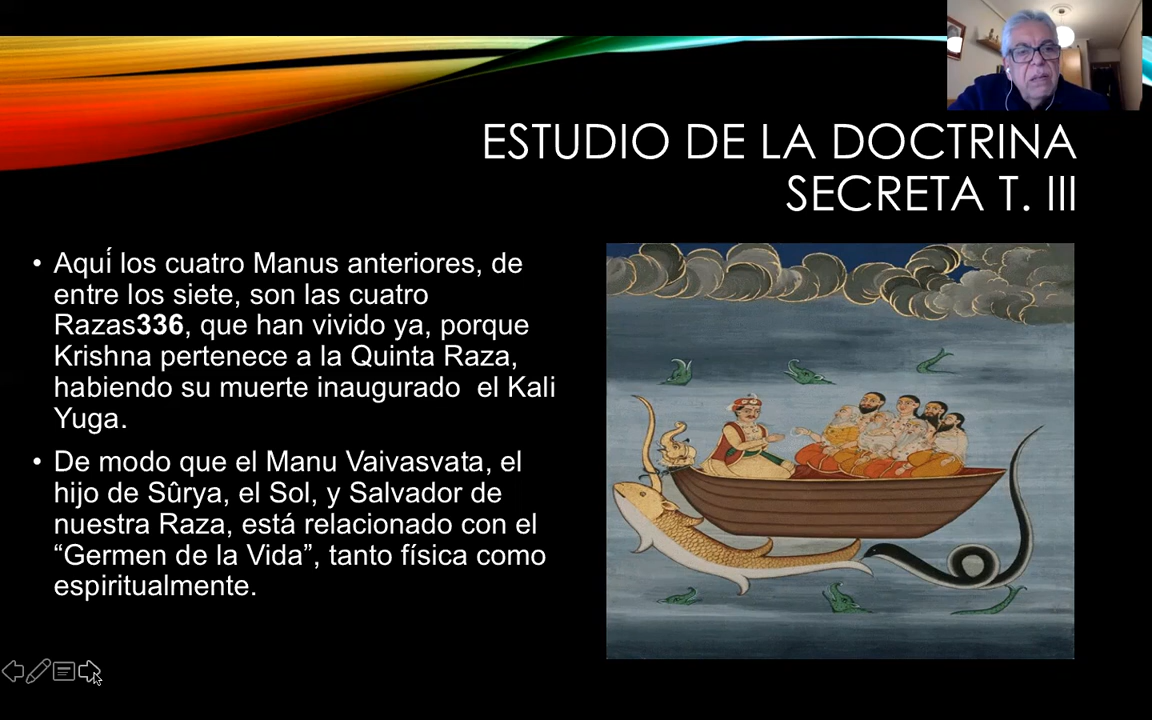 ESTUDIO DE LA DOCTRINA
SECRETA T. III
• Aquí́ los cuatro Manus anteriores, de
entre los siete, son las cuatro
Razas336, que han vivido ya, porque
Krishna pertenece a la Quinta Raza,
habiendo su muerte inaugurado  el Kali
Yuga.
• De modo que el Manu Vaivasvata, el
hijo de Sûrya, el Sol, y Salvador de
nuestra Raza, está relacionado con el
“Germen de la Vida”, tanto física como
espiritualmente.